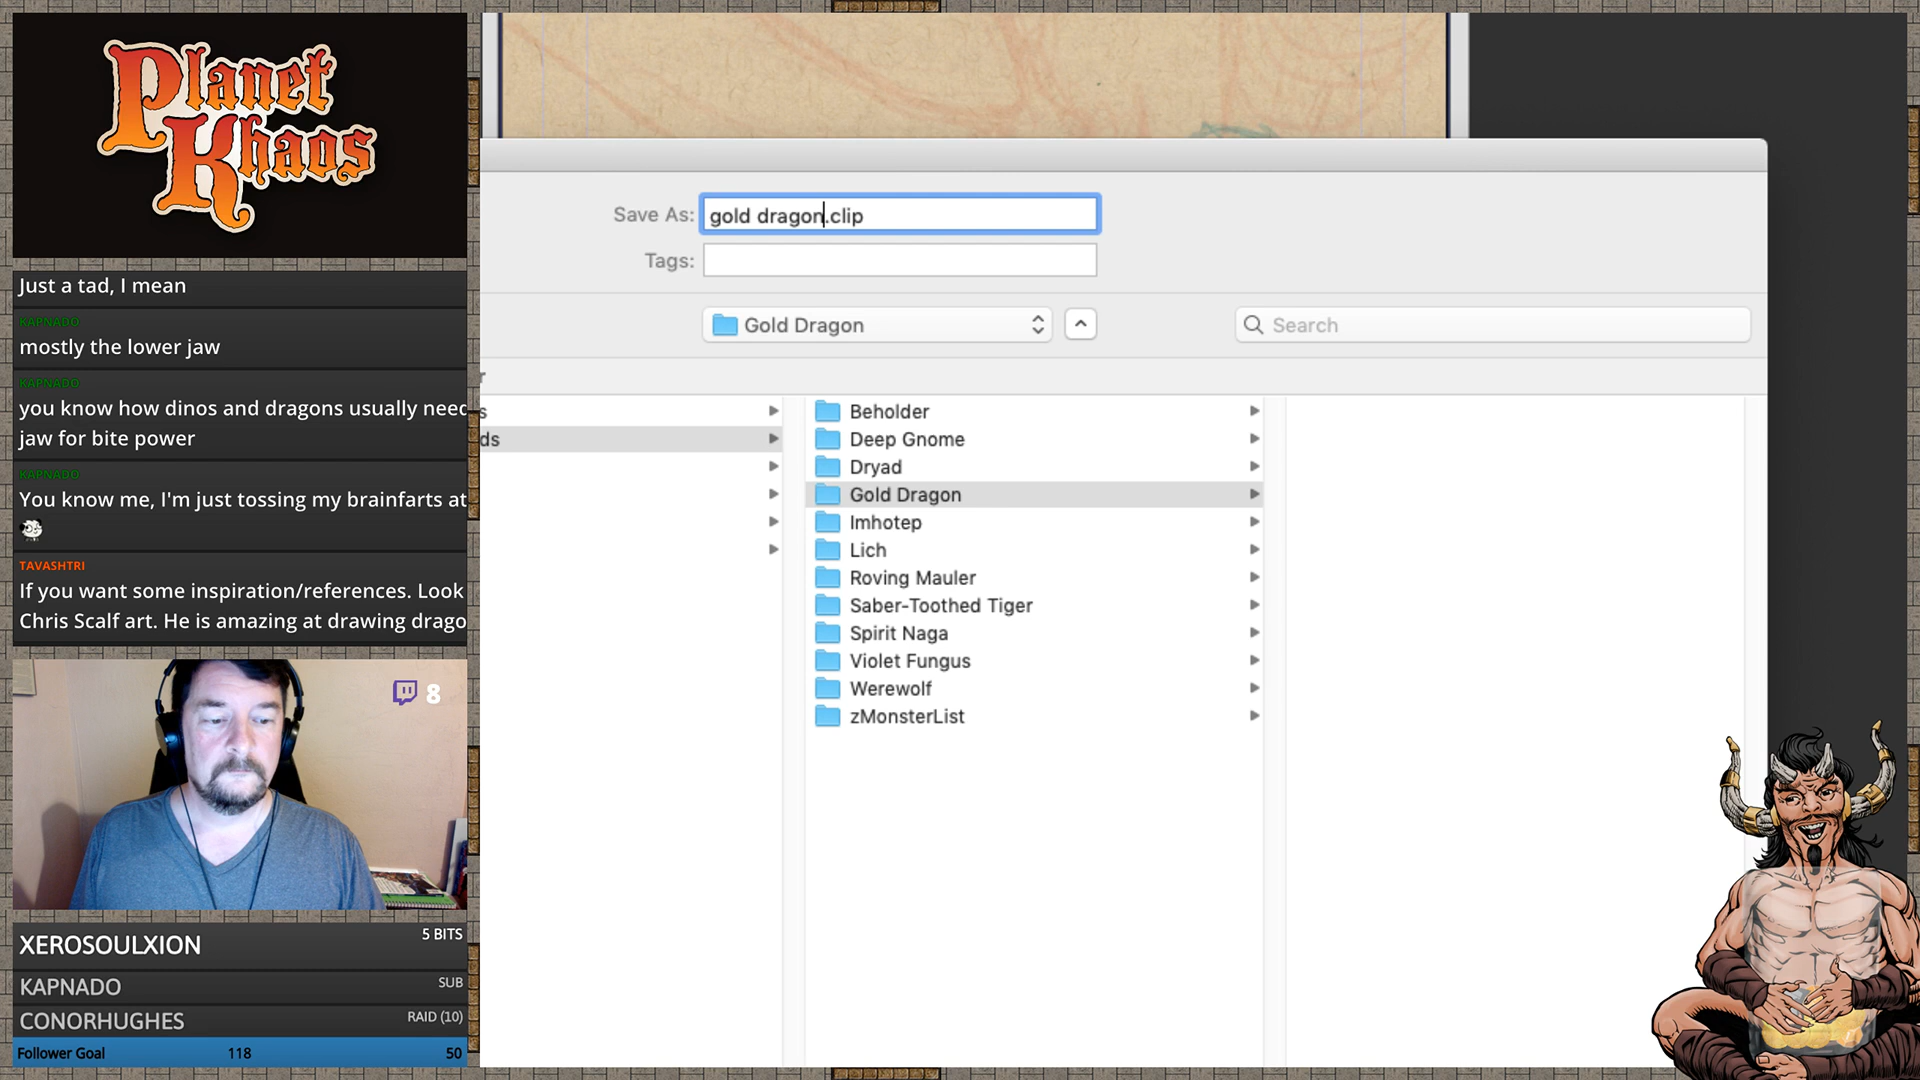 Planet
Khaos
Just a tad, I mean
KAPNADO
mostly the lower jaw
KAPNADO
you know how dinos and dragons usually need
jaw for bite power
KAPNADO
You know me, I'm just tossing my brainfarts at
TAVASHTRI
If you want some inspiration/references. Look
Chris Scalf art. He is amazing at drawing drago
8
XEROSOULXION 5 BITS
KAPNADO SUB
CONORHUGHES RAID (10)
Follower Goal 118 50
Save As: gold dragon.clip
Tags:
Gold Dragon
Search
r
s
ds
Beholder
Deep Gnome
Dryad
Gold Dragon
Imhotep
Lich
Roving Mauler
Saber-Toothed Tiger
Spirit Naga
Violet Fungus
Werewolf
zMonsterList